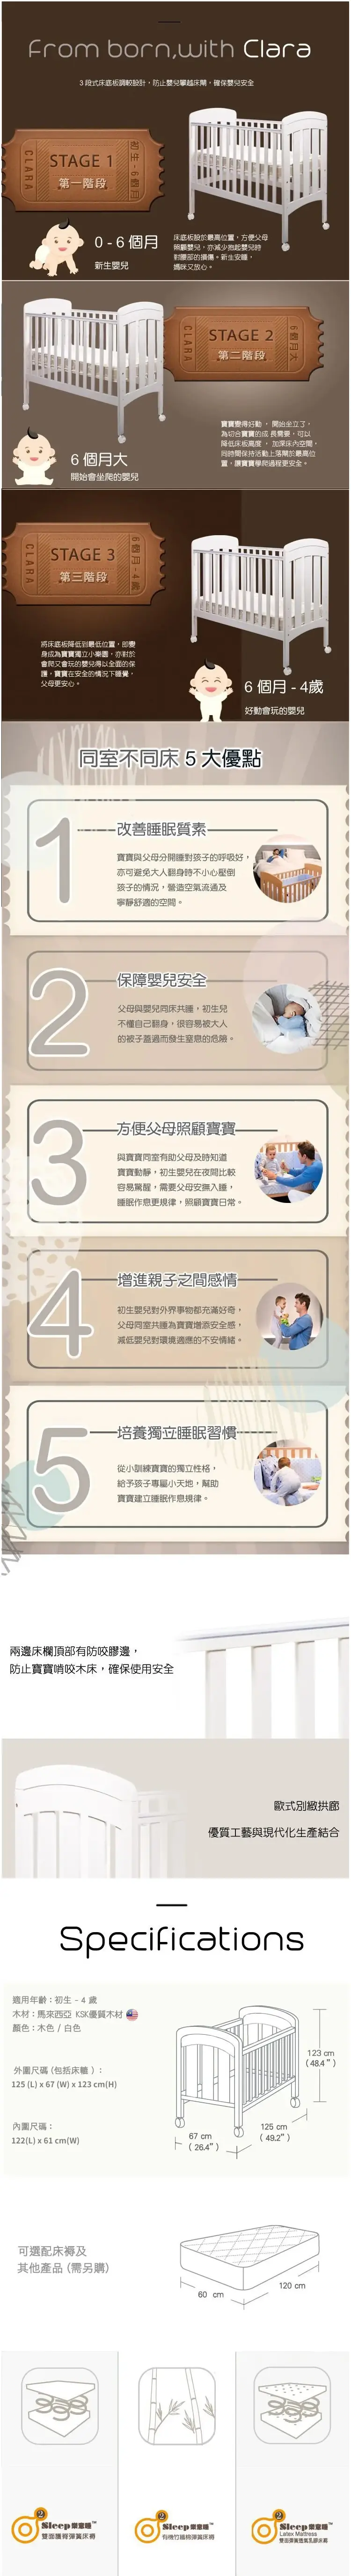 From born,with Clara
3 段式床底板調較設計，防止嬰兒攀越床閘，確保嬰兒安全
CLARA
STAGE 1
第一階段
初生-6個月
0 - 6 個月
新生嬰兒
床底板設於最高位置，方便父母
照顧嬰兒，亦減少抱起嬰兒時
對腰部的損傷。新生安睡，
媽咪又放心。
CLARA
STAGE 2
第二階段
6個月大
6 個月大
開始會坐爬的嬰兒
寶寶變得好動，開始坐立了，
為切合寶寶的成 長需要，可以
降低床板高度， 加深床內空間，
同時間保持活動上落閘於最高位
置，讓寶寶學爬過程更安全。
CLARA
STAGE 3
第三階段
6個月-4歲
將床底板降低到最低位置，即變
身成為寶寶獨立小樂園，亦對於
會爬又會玩的嬰兒得以全面的保
護，寶寶在安全的情況下睡覺，
父母更安心。
6 個月 - 4歲
好動會玩的嬰兒
同室不同床 5 大優點
1
改善睡眠質素
寶寶與父母分開睡對孩子的呼吸好，
亦可避免大人翻身時不小心壓倒
孩子的情況，營造空氣流通及
寧靜舒適的空間。
2
保障嬰兒安全
父母與嬰兒同床共睡，初生兒
不懂自己翻身，很容易被大人
的被子蓋過而發生窒息的危險。
3
方便父母照顧寶寶
與寶寶同室有助父母及時知道
寶寶動靜，初生嬰兒在夜間比較
容易驚醒，需要父母安撫入睡，
睡眠作息更規律，照顧寶寶日常。
4
增進親子之間感情
初生嬰兒對外界事物都充滿好奇，
父母同室共睡為寶寶增添安全感，
減低嬰兒對環境適應的不安情緒。
5
培養獨立睡眠習慣
從小訓練寶寶的獨立性格，
給予孩子專屬小天地，幫助
寶寶建立睡眠作息規律。
兩邊床欄頂部有防咬膠邊，
防止寶寶啃咬木床，確保使用安全
歐式別緻拱廊
優質工藝與現代化生產結合
Specifications
適用年齡：初生 - 4 歲
木材：馬來西亞 KSK優質木材
顏色：木色 / 白色
外圍尺碼 (包括床轆 )：
125 (L) x 67 (W) x 123 cm(H)
內圍尺碼：
122(L) x 61 cm(W)
123 cm
(48.4 ")
67 cm
( 26.4" )
125 cm
( 49.2" )
可選配床褥及
其他產品 (需另購)
60 cm
120 cm
2 Sleep 樂意睡™
雙面護脊彈簧床褥
2 Sleep 樂意睡™
有機竹纖棉彈簧床褥
2 Sleep 樂意睡™
Latex Mattress